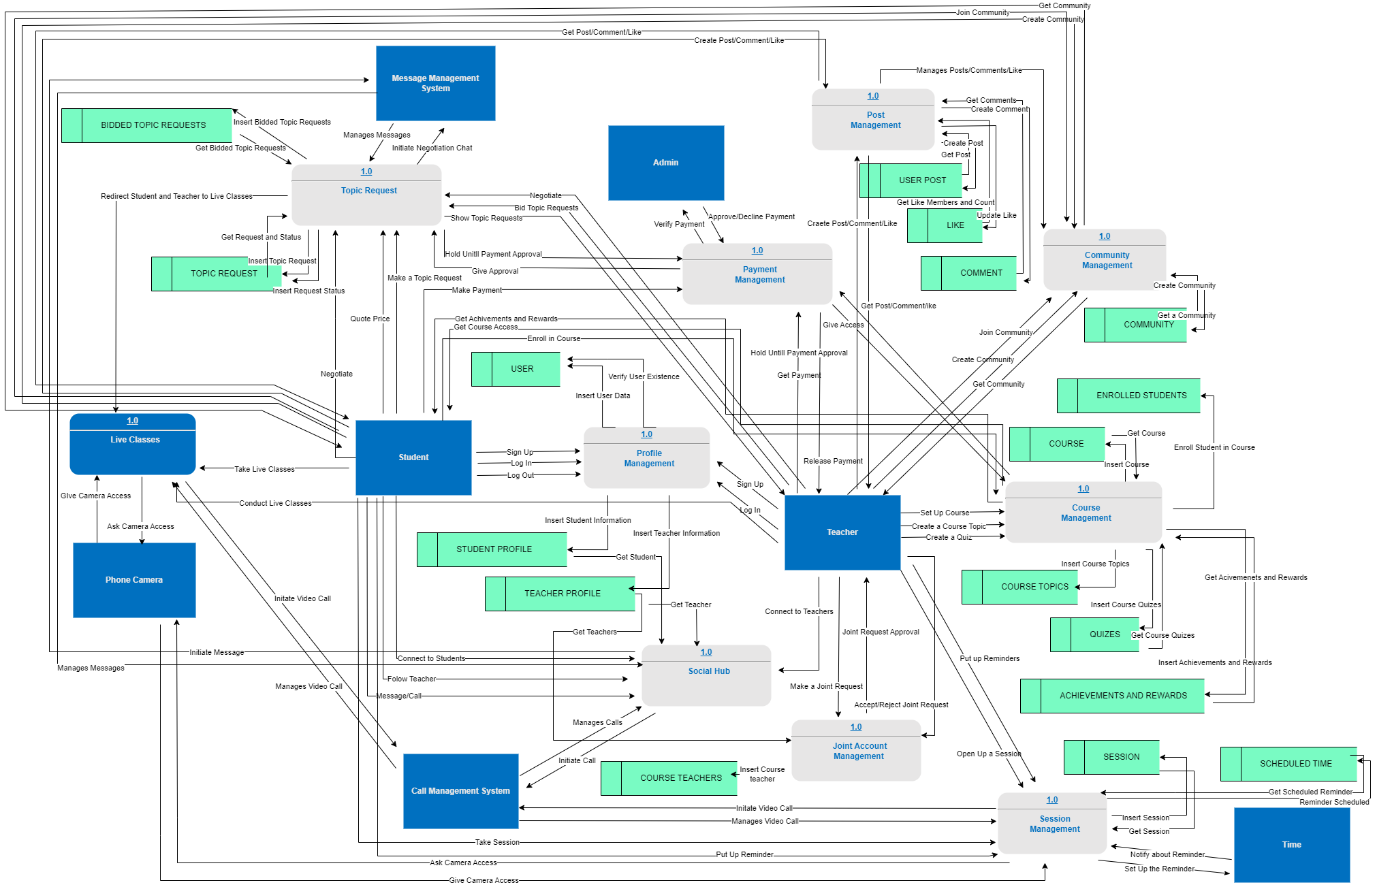 Get Community
Join Community
Create Community
Get Post/Comment/Like
Create Post/Comment/Like
Message Management
System
Manages Posts/Comments/Like
1.0
Post
Management
Get Comments
Create Comment
BIDDED TOPIC REQUESTS
Insert Bidded Topic Requests
Get Bidded Topic Requests
Manages Messages
Initiate Negotiation Chat
Admin
Create Post
Get Post
1.0
Topic Request
USER POST
Redirect Student and Teacher to Live Classes
Negotiate
Bid Topic Requests
Show Topic Requests
Approve/Decline Payment
Verify Payment
Get Like Members and Count
Update Like
LIKE
Craete Post/Comment/Like
Get Request and Status
1.0
Community
Management
1.0
Payment
Management
Hold Unitll Payment Approval
Give Approval
Insert Topic Request
TOPIC REQUEST
Insert Request Status
Make a Topic Request
Make Payment
COMMENT
Create Community
Get a Community
COMMUNITY
Quote Price
Get Post/Comment/like
Get Achivements and Rewards
Get Course Access
Enroll in Course
Give Access
Join Community
Hold Untill Payment Approval
Create Community
Get Payment
Get Community
USER
Verify User Existence
Insert User Data
Negotiate
ENROLLED STUDENTS
1.0
Live Classes
Student
1.0
Profile
Management
Sign Up
Log In
Log Out
COURSE
Get Course
Insert Course
Enroll Student in Course
Release Payment
Take Live Classes
Give Camera Access
Conduct Live Classes
Sign Up
Log In
1.0
Course
Management
Ask Camera Access
Insert Student Information
Insert Teacher Information
Teacher
Set Up Course
Create a Course Topic
Create a Quiz
STUDENT PROFILE
Get Student
Phone Camera
TEACHER PROFILE
Get Teacher
Insert Course Topics
COURSE TOPICS
Get Acivemenets and Rewards
Initate Video Call
Connect to Teachers
Insert Course Quizes
Get Teachers
Joint Request Approval
QUIZES
Get Course Quizes
Initiate Message
Manages Messages
Connect to Students
1.0
Social Hub
Put up Reminders
Insert Achievements and Rewards
Folow Teacher
Manages Video Call
Make a Joint Request
Message/Call
ACHIEVEMENTS AND REWARDS
Accept/Reject Joint Request
Manages Calls
1.0
Joint Account
Management
Initiate Call
Open Up a Session
SESSION
SCHEDULED TIME
COURSE TEACHERS
Insert Course
teacher
Call Management System
Get Scheduled Reminder
Reminder Scheduled
1.0
Session
Management
Initate Video Call
Manages Video Call
Insert Session
Get Session
Take Session
Time
Put Up Reminder
Notify about Reminder
Ask Camera Access
Set Up the Reminder
Give Camera Access